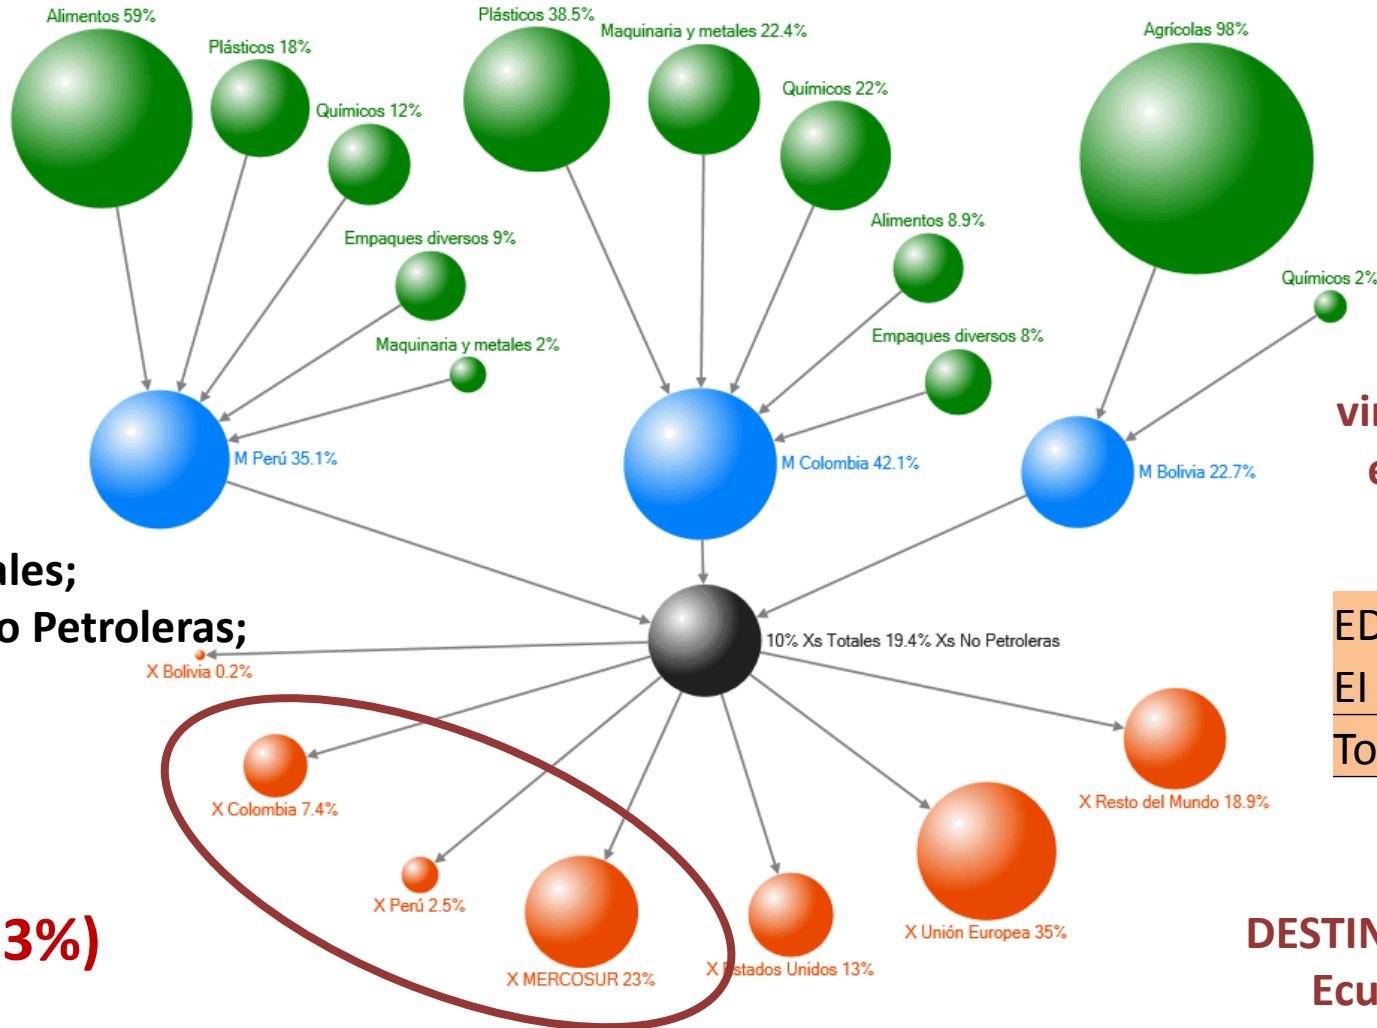 Alimentos 59%
Plásticos 18%
Químicos 12%
Empaques diversos 9%
Maquinaria y metales 2%
Plásticos 38.5%
Maquinaria y metales 22.4%
Químicos 22%
Alimentos 8.9%
Empaques diversos 8%
Agrícolas 98%
Químicos 2%
M Perú 35.1%
M Colombia 42.1%
M Bolivia 22.7%
ales;
o Petroleras;
10% Xs Totales 19.4% Xs No Petroleras
X Bolivia 0.2%
X Colombia 7.4%
X Perú 2.5%
X MERCOSUR 23%
X Estados Unidos 13%
X Unión Europea 35%
X Resto del Mundo 18.9%
3%)
vi
e
ED
EI
To
DESTIN
Ecu